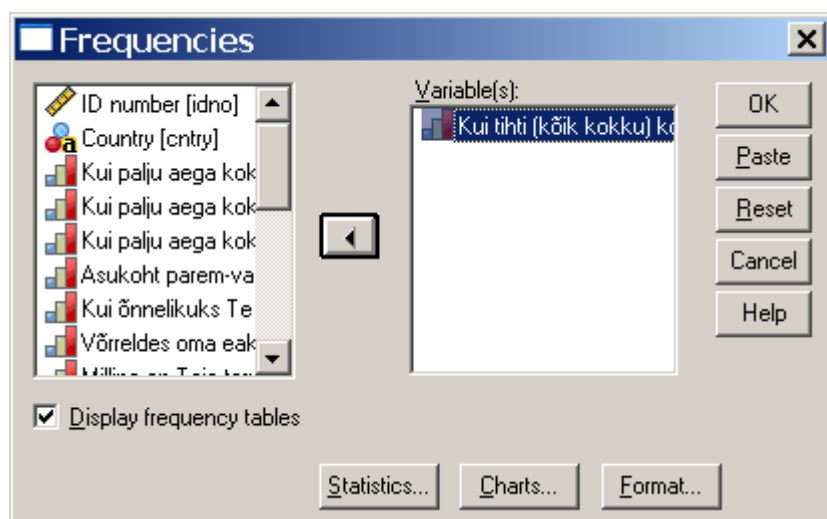 Frequencies
ID number [idno]
Country [cntry]
Kui palju aega kok
Kui palju aega kok
Kui palju aega kok
Asukoht parem-va
Kui õnnelikuks Te
Võrreldes oma eak
Variable(s):
Kui tihti (kõik kokku) ko
OK
Paste
Reset
Cancel
Help
Display frequency tables
Statistics...
Charts...
Format...